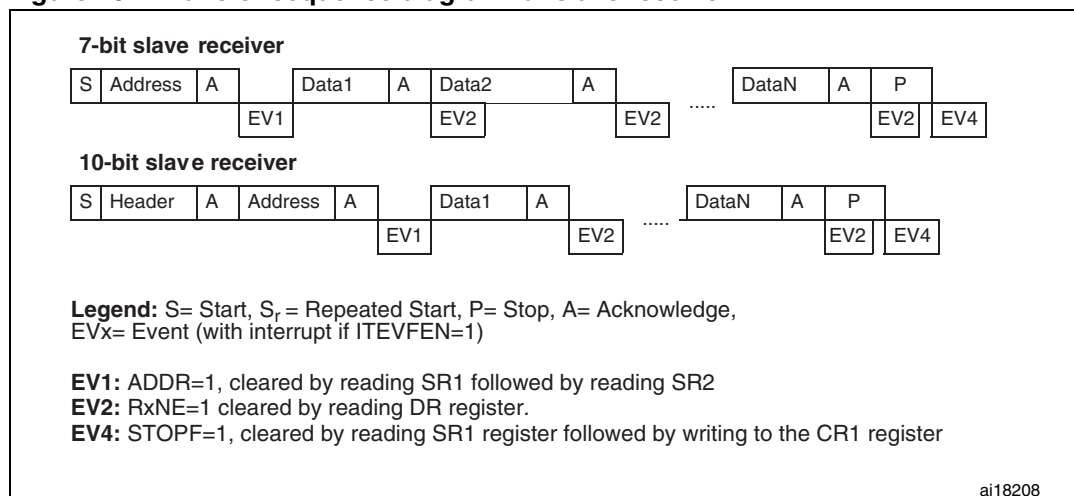 7-bit slave receiver
S Address A Data1 A Data2 A ..... DataN A P
EV1 EV2 EV2 EV2 EV4
10-bit slave receiver
S Header A Address A Data1 A ..... DataN A P
EV1 EV2 EV2 EV4
Legend: S= Start, Sr = Repeated Start, P= Stop, A= Acknowledge,
EVx= Event (with interrupt if ITEVFEN=1)
EV1: ADDR=1, cleared by reading SR1 followed by reading SR2
EV2: RxNE=1 cleared by reading DR register.
EV4: STOPF=1, cleared by reading SR1 register followed by writing to the CR1 register
ai18208